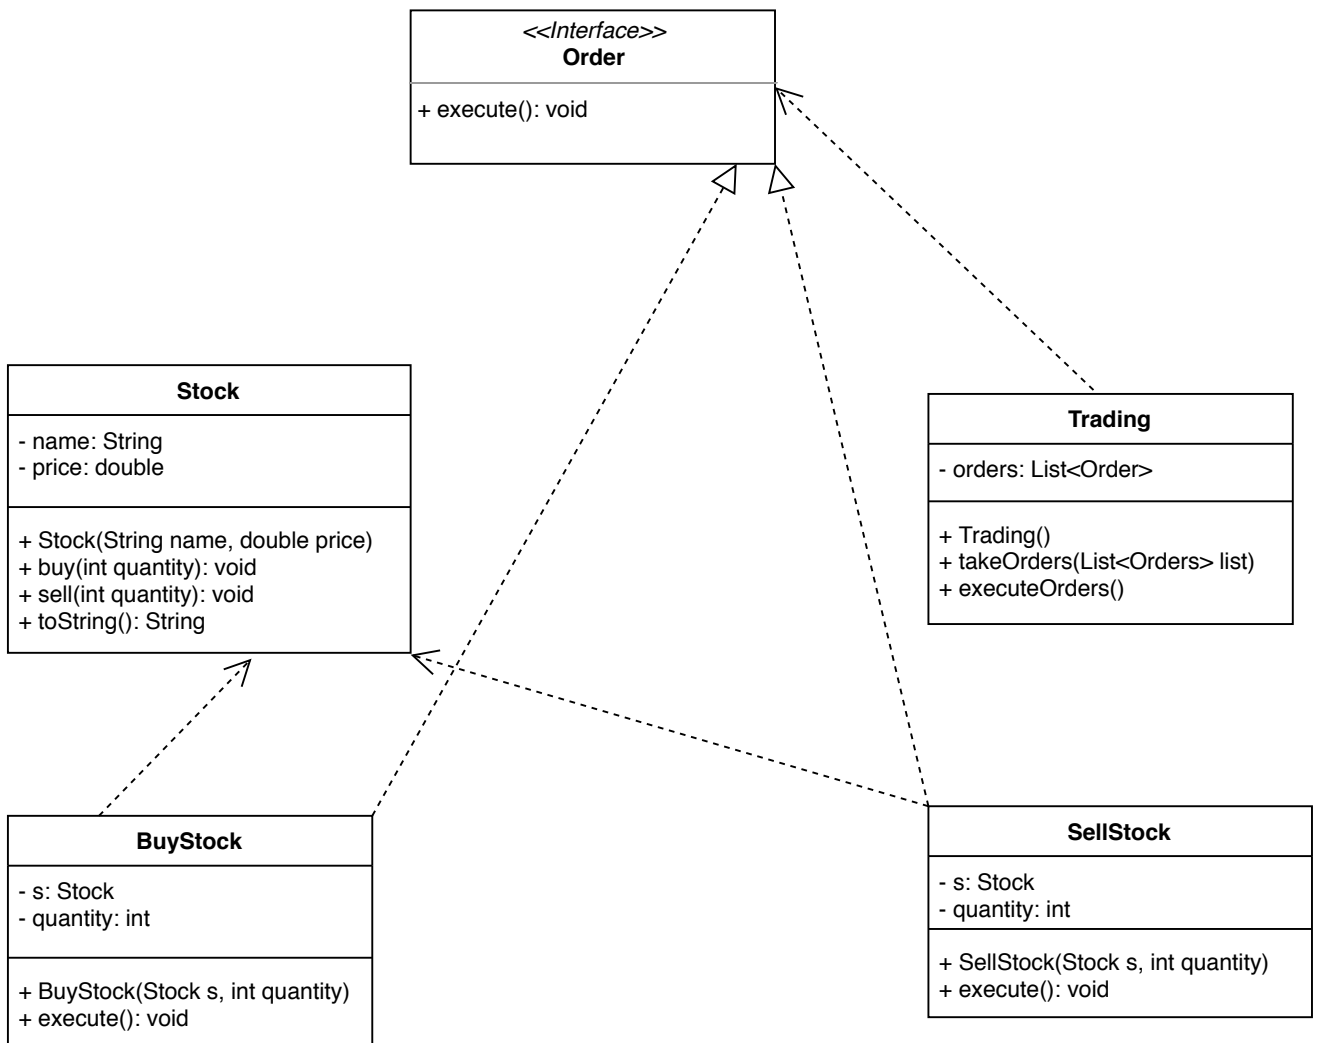 <<Interface>>
Order
+ execute(): void
Stock
- name: String
- price: double
+ Stock(String name, double price)
+ buy(int quantity): void
+ sell(int quantity): void
+ toString(): String
Trading
- orders: List<Order>
+ Trading()
+ takeOrders(List<Orders> list)
+ executeOrders()
BuyStock
- s: Stock
- quantity: int
+ BuyStock(Stock s, int quantity)
+ execute(): void
SellStock
- s: Stock
- quantity: int
+ SellStock(Stock s, int quantity)
+ execute(): void